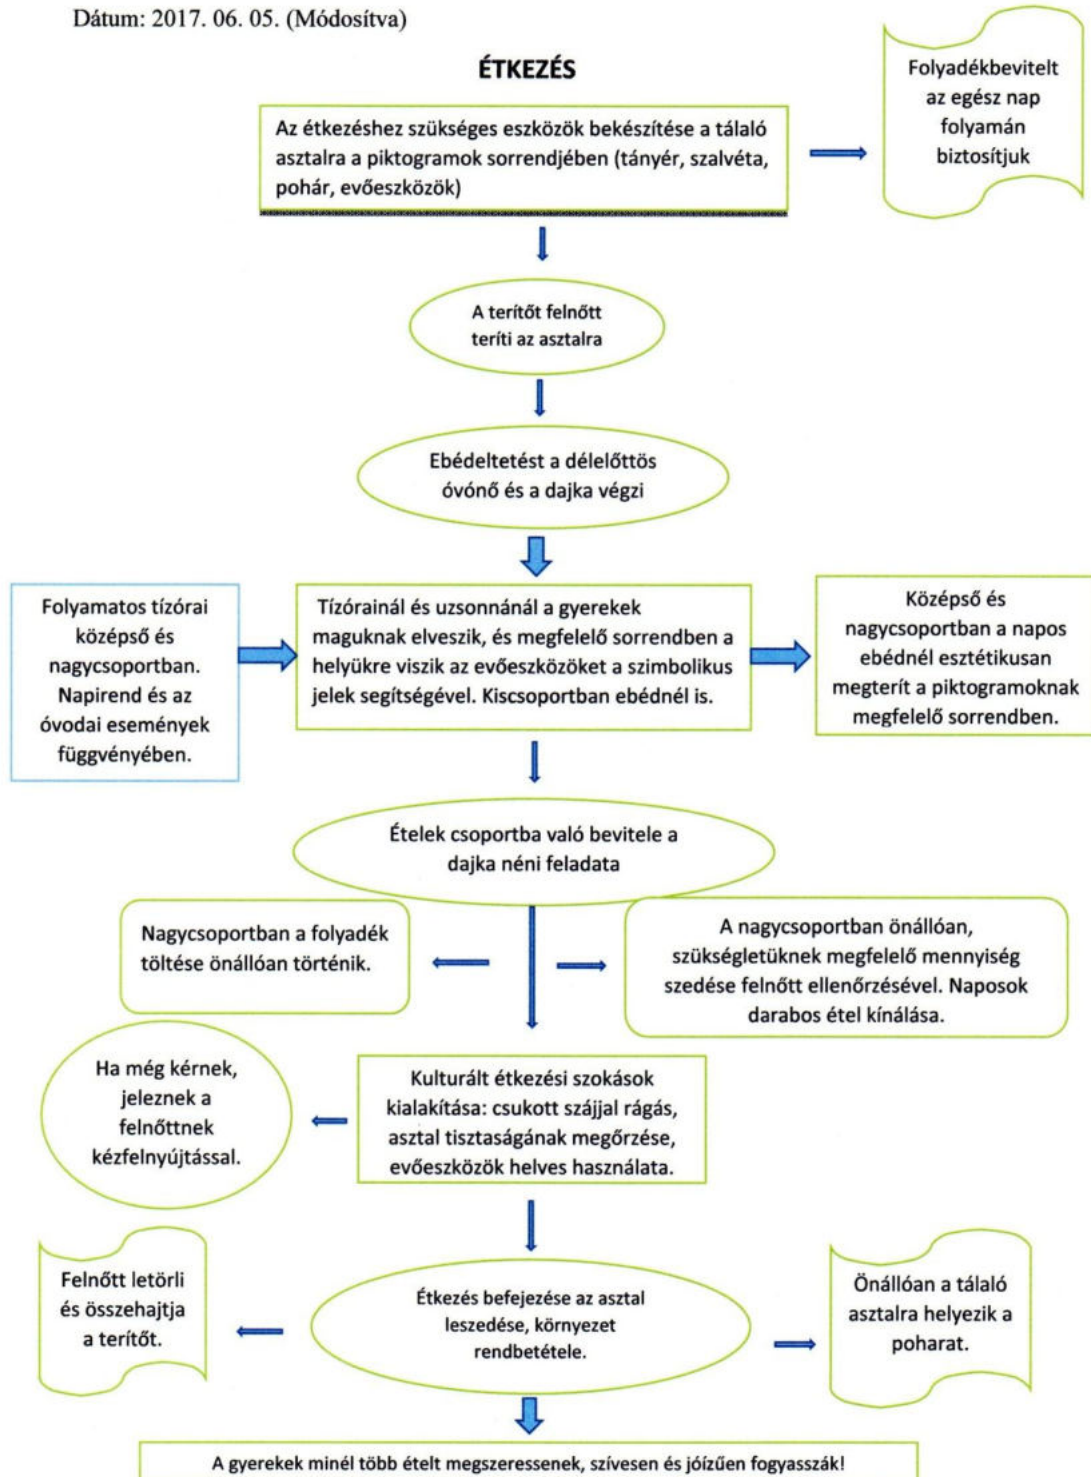 Dátum: 2017. 06. 05. (Módosítva)
ÉTKEZÉS
Az étkezéshez szükséges eszközök bekészítése a tálaló
asztalra a piktogramok sorrendjében (tányér, szalvéta,
pohár, evőeszközök)
Folyadékbevitelt
az egész nap
folyamán
biztosítjuk
A terítőt felnőtt
teríti az asztalra
Ebédeltetést a délelőttös
óvónő és a dajka végzi
Folyamatos tízórai
középső és
nagycsoportban.
Napirend és az
óvodai események
függvényében.
Tízórainál és uzsonnánál a gyerekek
maguknak elveszik, és megfelelő sorrendben a
helyükre viszik az evőeszközöket a szimbolikus
jelek segítségével. Kiscsoportban ebédnél is.
Középső és
nagycsoportban a napos
ebédnél esztétikusan
megterít a piktogramoknak
megfelelő sorrendben.
Ételek csoportba való bevitele a
dajka néni feladata
Nagycsoportban a folyadék
töltése önállóan történik.
A nagycsoportban önállóan,
szükségletüknek megfelelő mennyiség
szedése felnőtt ellenőrzésével. Naposok
darabos étel kínálása.
Ha még kérnek,
jeleznek a
felnőttnek
kézfelnyújtással.
Kulturált étkezési szokások
kialakítása: csukott szájjal rágás,
asztal tisztaságának megőrzése,
evőeszközök helves használata.
Felnőtt letörli
és összehajtja
a terítőt.
Étkezés befejezése az asztal
leszedése, környezet
rendbetétele.
Önállóan a tálaló
asztalra helyezik a
poharat.
A gyerekek minél több ételt megszeressenek, szívesen és jóízűen fogyasszák!